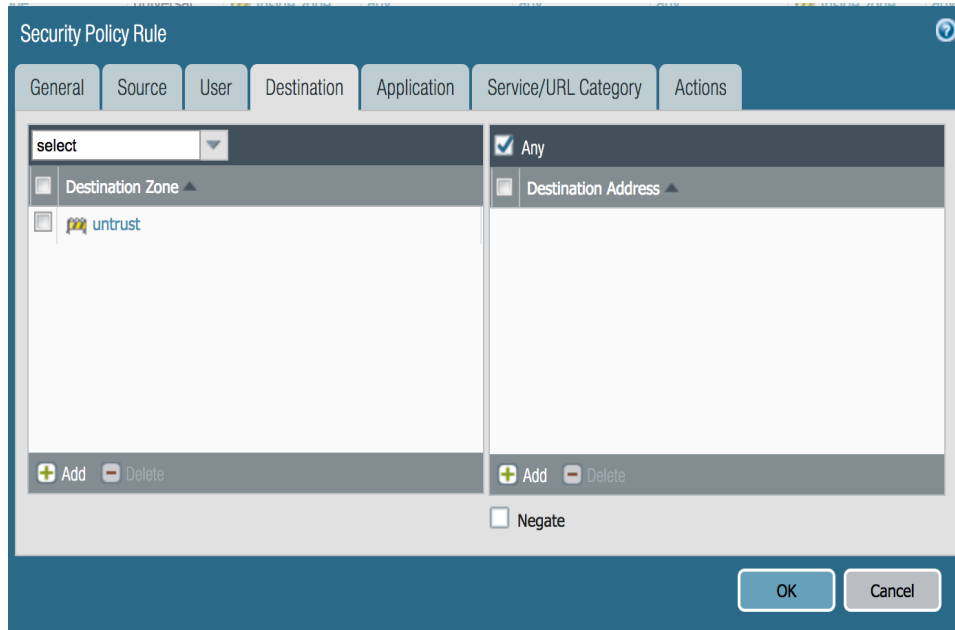 Security Policy Rule
General Source User Destination Application Service/URL Category Actions
select
Any
Destination Zone
Destination Address
untrust
Add Delete
Add Delete
Negate
OK Cancel